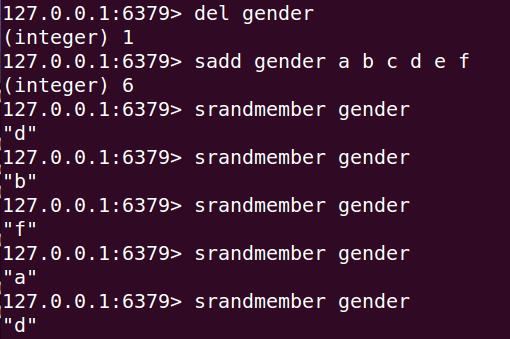 127.0.0.1:6379> del gender
(integer) 1
127.0.0.1:6379> sadd gender a b c d e f
(integer) 6
127.0.0.1:6379> srandmember gender
"d"
127.0.0.1:6379> srandmember gender
"b"
127.0.0.1:6379> srandmember gender
"f"
127.0.0.1:6379> srandmember gender
"a"
127.0.0.1:6379> srandmember gender
"d"